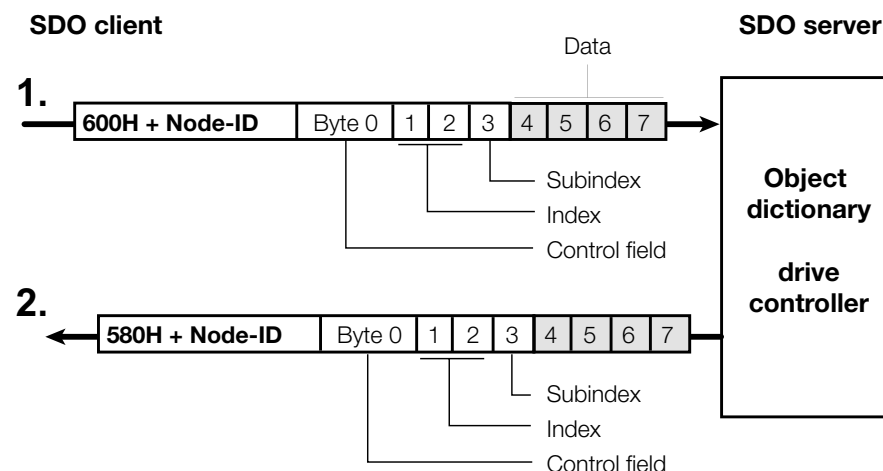 SDO client
SDO server
Data
1.
600H + Node-ID Byte 0 1 2 3 4 5 6 7
Subindex
Index
Control field
Object
dictionary
drive
controller
2.
580H + Node-ID Byte 0 1 2 3 4 5 6 7
Subindex
Index
Control field